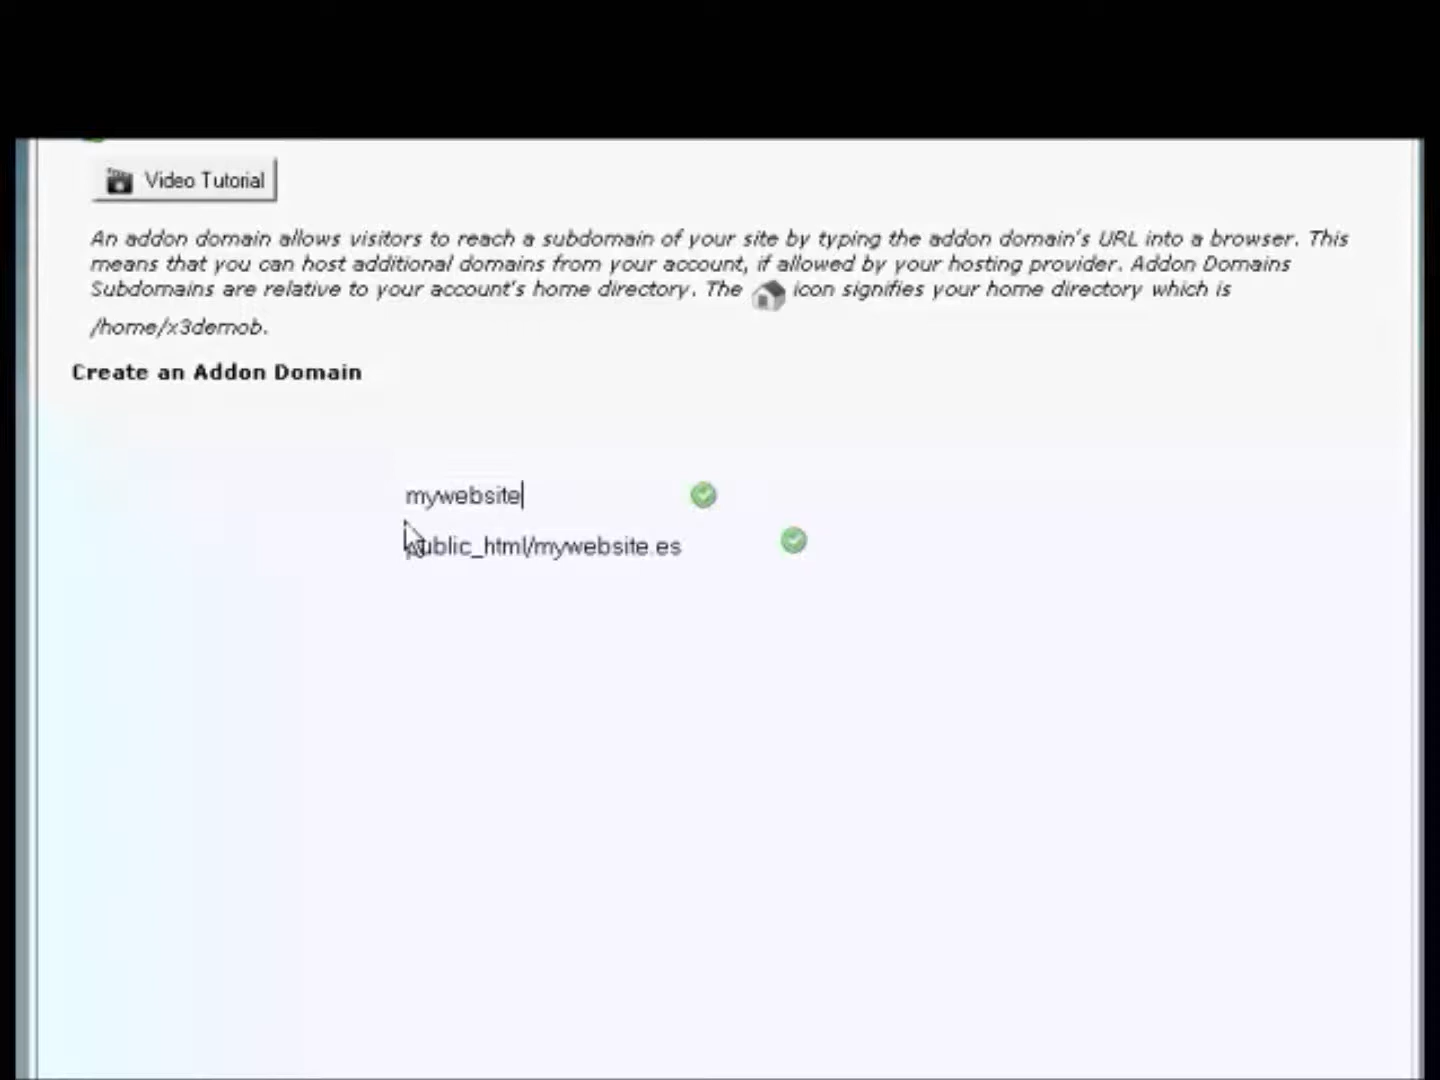 Video Tutorial
An addon domain allows visitors to reach a subdomain of your site by typing the addon domain's URL into a browser. This
means that you can host additional domains from your account, if allowed by your hosting provider. Addon Domains
Subdomains are relative to your account's home directory. The icon signifies your home directory which is
/home/x3demob.
Create an Addon Domain
mywebsite
public_html/mywebsite.es